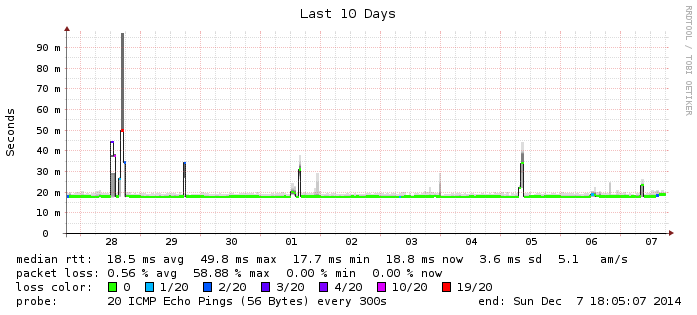 Last 10 Days
RRDTOOL / TOBI OETIKER
Seconds
90 m
80 m
70 m
60 m
50 m
40 m
30 m
20 m
10 m
0
28 29 30 01 02 03 04 05 06 07
median rtt: 18.5 ms avg 49.8 ms max 17.7 ms min 18.8 ms now 3.6 ms sd 5.1 am/s
packet loss: 0.56 % avg 58.88 % max 0.00 % min 0.00 % now
loss color: 0 1/20 2/20 3/20 4/20 10/20 19/20
probe: 20 ICMP Echo Pings (56 Bytes) every 300s end: Sun Dec 7 18:05:07 2014